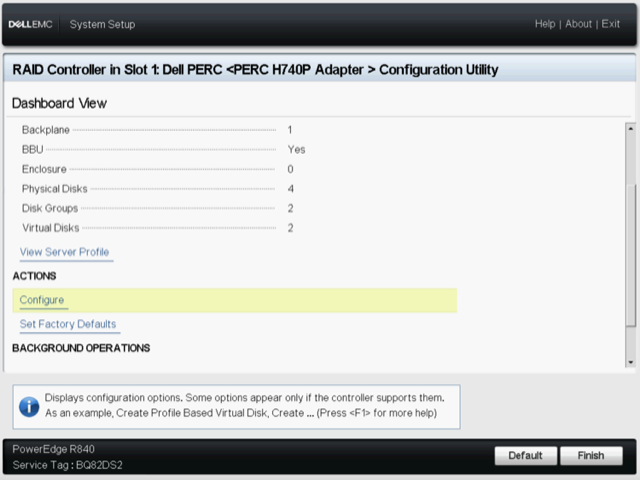 DELLEMC System Setup Help | About | Exit
RAID Controller in Slot 1: Dell PERC <PERC H740P Adapter > Configuration Utility
Dashboard View
Backplane 1
BBU Yes
Enclosure 0
Physical Disks 4
Disk Groups 2
Virtual Disks 2
View Server Profile
ACTIONS
Configure
Set Factory Defaults
BACKGROUND OPERATIONS
Displays configuration options. Some options appear only if the controller supports them.
As an example, Create Profile Based Virtual Disk, Create ... (Press <F1> for more help)
PowerEdge R840
Service Tag : BQ82DS2
Default Finish